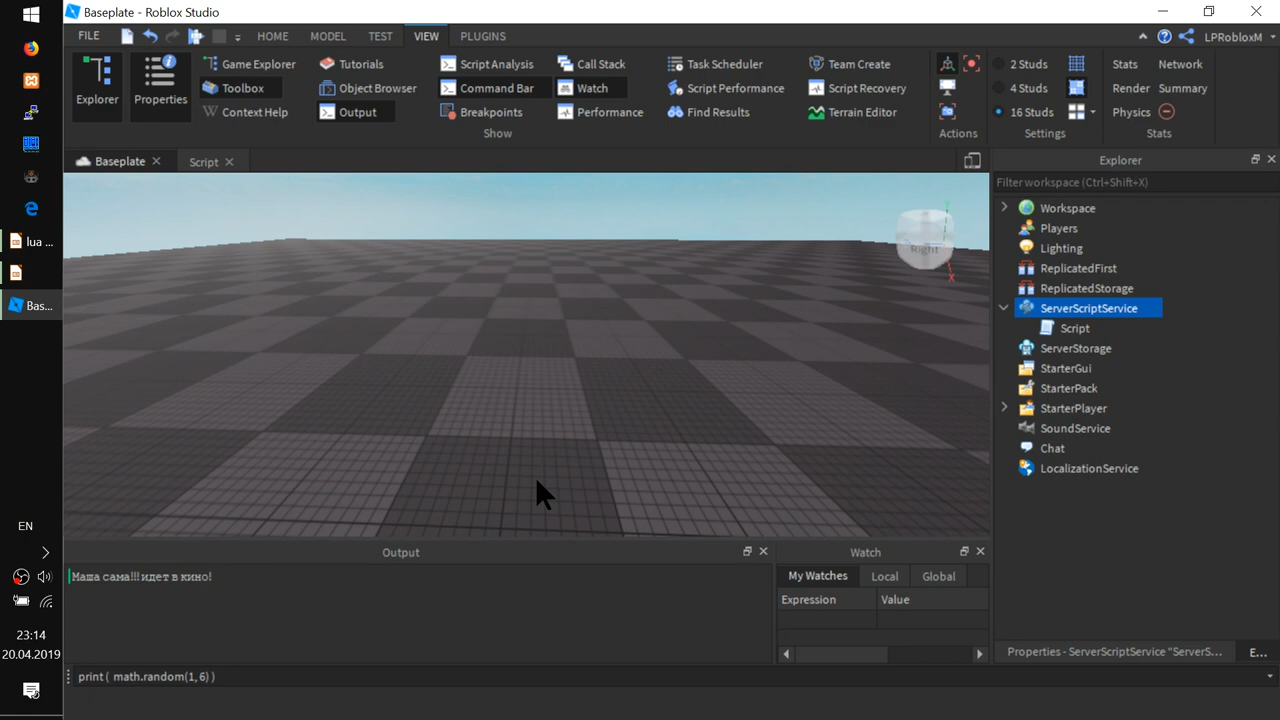 Baseplate - Roblox Studio
FILE HOME MODEL TEST VIEW PLUGINS LPRobloxM
Explorer
Properties
Game Explorer
Toolbox
Context Help
Tutorials
Object Browser
Output
Script Analysis
Command Bar
Breakpoints
Call Stack
Watch
Performance
Task Scheduler
Script Performance
Find Results
Team Create
Script Recovery
Terrain Editor
Show
Actions
2 Studs
4 Studs
16 Studs
Settings
Stats Network
Render Summary
Physics
Stats
Baseplate
Script
Right
X
Explorer
Filter workspace (Ctrl+Shift+X)
Workspace
Players
Lighting
ReplicatedFirst
ReplicatedStorage
ServerScriptService
Script
ServerStorage
StarterGui
StarterPack
StarterPlayer
SoundService
Chat
LocalizationService
Properties - ServerScriptService "ServerS...
E...
Output
Маша сама!!! идет в кино!
Watch
My Watches Local Global
Expression Value
print( math.random(1,6) )
lua ...
Bas...
EN
23:14
20.04.2019